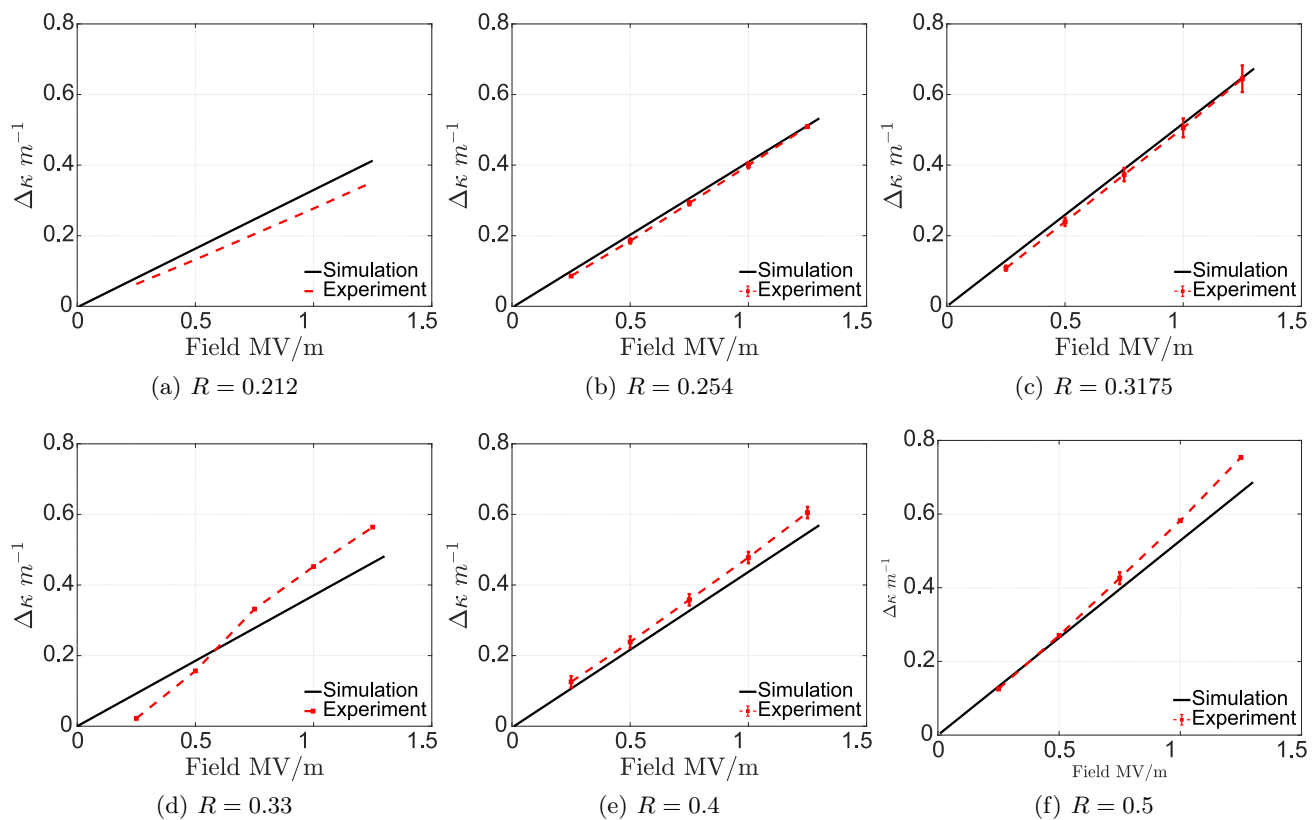 0.8
0.6
0.4
0.2
0
Δκ m⁻¹
Simulation
Experiment
0 0.5 1 1.5
Field MV/m
(a) R = 0.212
0.8
0.6
0.4
0.2
0
Δκ m⁻¹
Simulation
Experiment
0 0.5 1 1.5
Field MV/m
(b) R = 0.254
0.8
0.6
0.4
0.2
0
Δκ m⁻¹
Simulation
Experiment
0 0.5 1 1.5
Field MV/m
(c) R = 0.3175
0.8
0.6
0.4
0.2
0
Δκ m⁻¹
Simulation
Experiment
0 0.5 1 1.5
Field MV/m
(d) R = 0.33
0.8
0.6
0.4
0.2
0
Δκ m⁻¹
Simulation
Experiment
0 0.5 1 1.5
Field MV/m
(e) R = 0.4
0.8
0.6
0.4
0.2
0
Δκ m⁻¹
Simulation
Experiment
0 0.5 1 1.5
Field MV/m
(f) R = 0.5